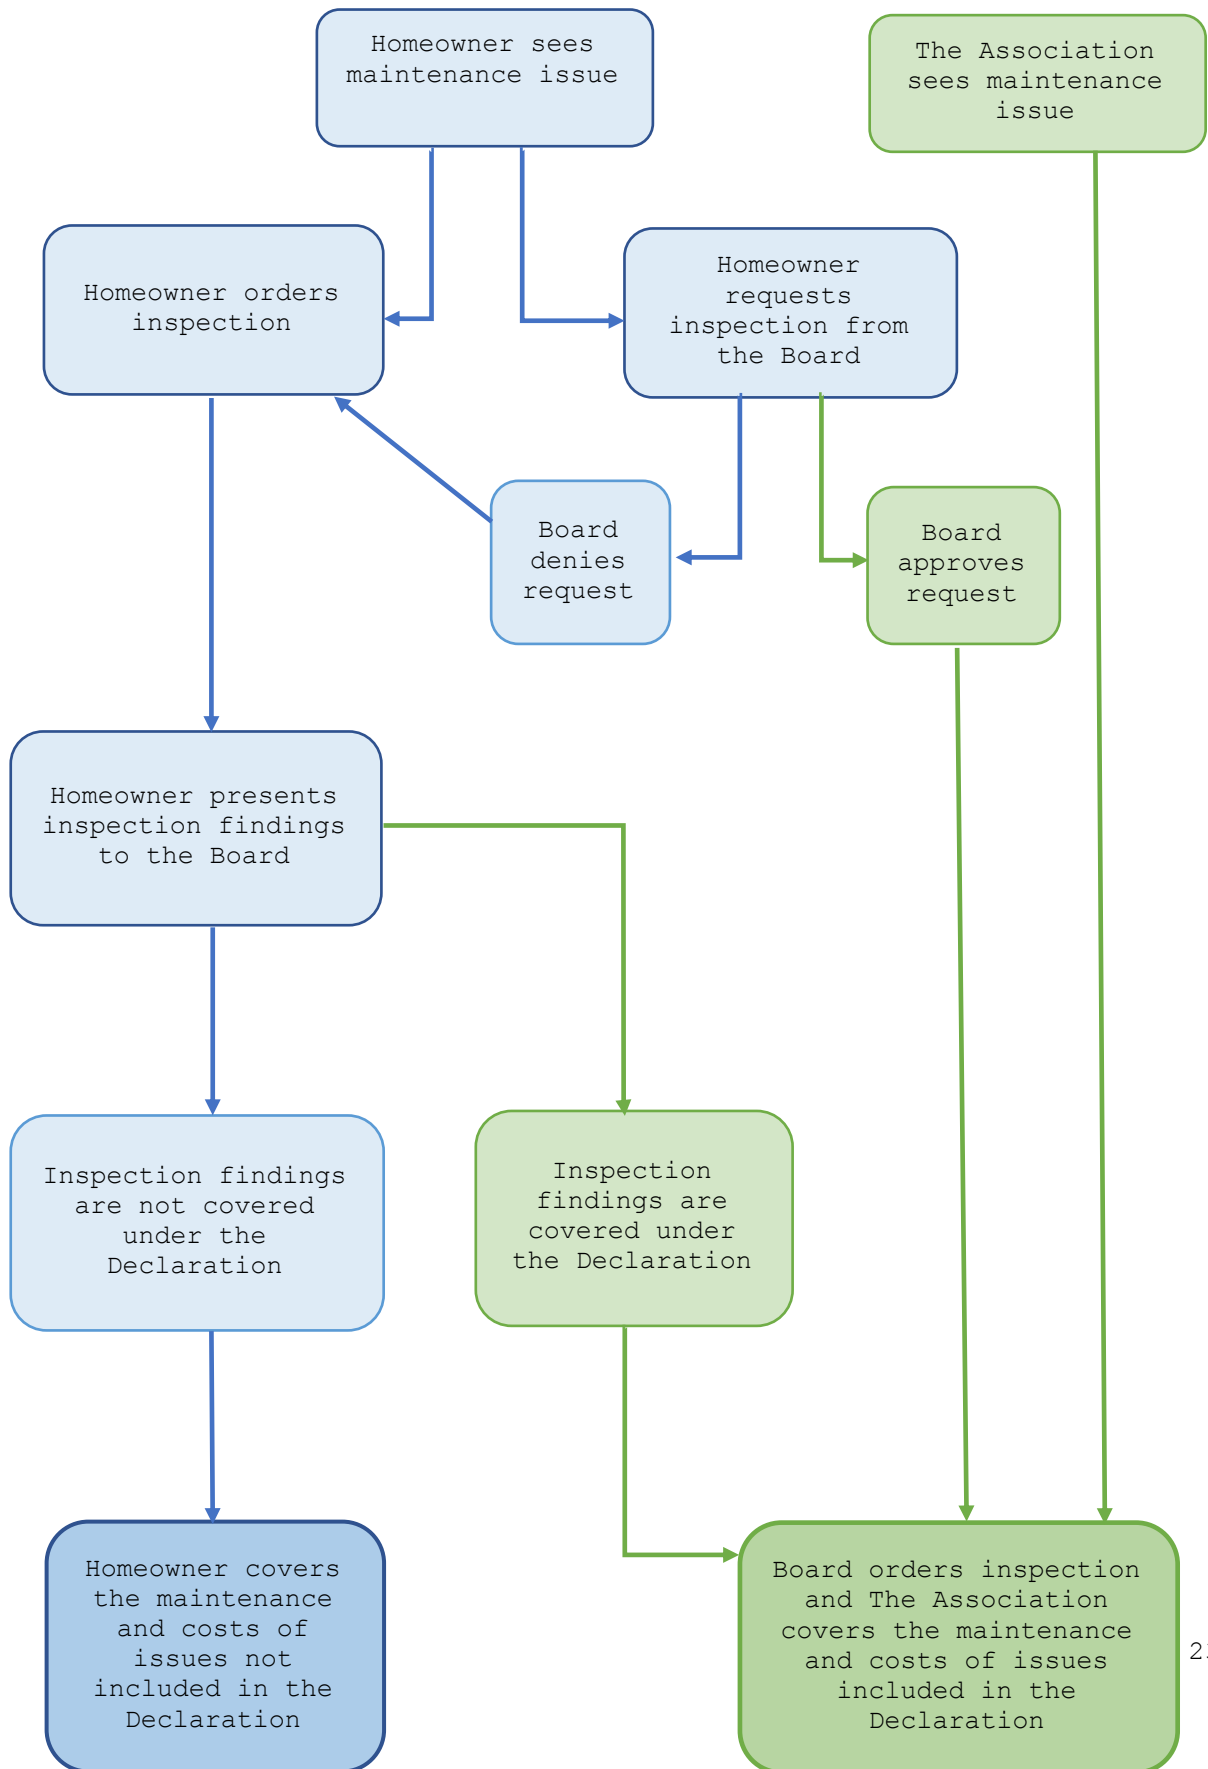 Homeowner sees
maintenance issue
The Association
sees maintenance
issue
Homeowner orders
inspection
Homeowner
requests
inspection from
the Board
Board
denies
request
Board
approves
request
Homeowner presents
inspection findings
to the Board
Inspection findings
are not covered
under the
Declaration
Inspection
findings are
covered under
the Declaration
Homeowner covers
the maintenance
and costs of
issues not
included in the
Declaration
Board orders inspection
and The Association
covers the maintenance
and costs of issues
included in the
Declaration